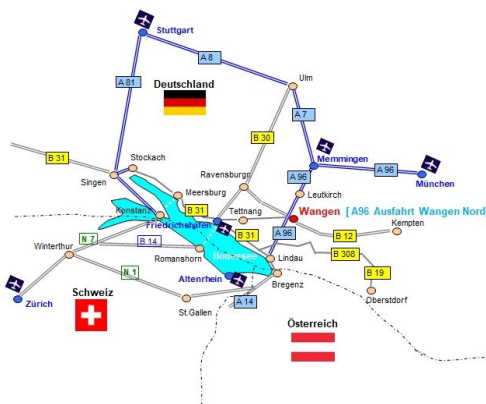 Stuttgart
A 8
Ulm
A 81
Deutschland
A 7
B 30
B 31
Stockach
Memmingen
A 96
München
Singen
Ravensburg
A 96
Meersburg
Leutkirch
Konstanz
B 31
Tettnang
Wangen [ A96 Ausfahrt Wangen Nord
Friedrichshafen
B 31
A 96
B 12
Kempten
N 7
B 14
Winterthur
Bodensee
B 308
Romanshorn
Lindau
N 1
Altenrhein
Bregenz
B 19
Zürich
Schweiz
St.Gallen
A 14
Oberstdorf
Österreich